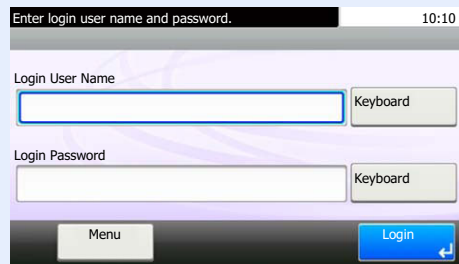 Enter login user name and password. 10:10
Login User Name
Keyboard
Login Password
Keyboard
Menu Login